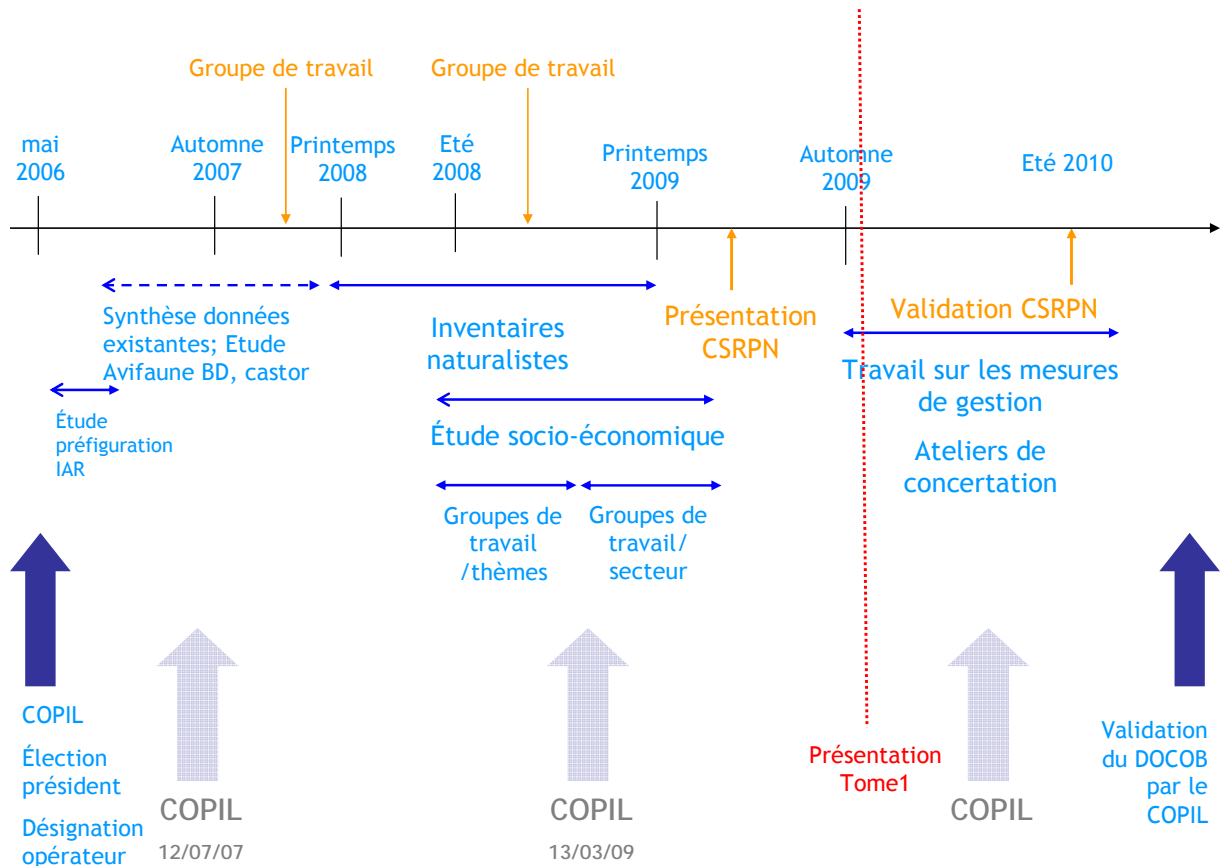 Groupe de travail
Groupe de travail
mai
2006
Automne
2007
Printemps
2008
Eté
2008
Printemps
2009
Automne
2009
Eté 2010
Synthèse données
existantes; Etude
Avifaune BD, castor
Inventaires
naturalistes
Présentation
CSRPN
Validation CSRPN
Travail sur les mesures
de gestion
Étude
préfiguration
IAR
Étude socio-économique
Ateliers de
concertation
Groupes de
travail
/thèmes
Groupes de
travail/
secteur
COPIL
Élection
président
Désignation
opérateur
COPIL
12/07/07
COPIL
13/03/09
Présentation
Tome1
COPIL
Validation
du DOCOB
par le
COPIL